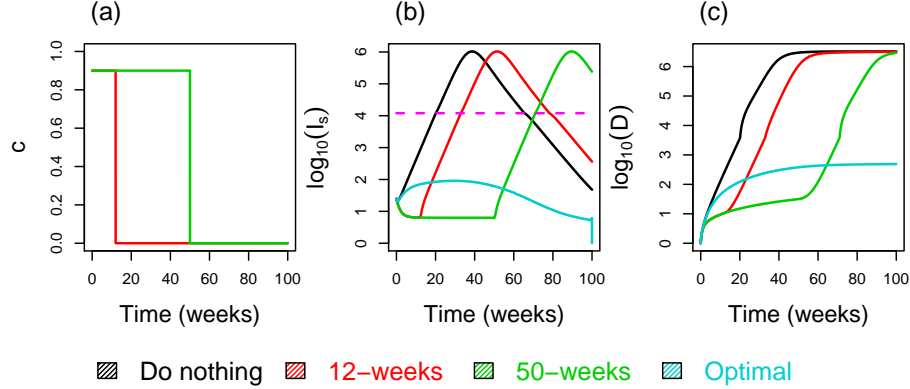 (a)
(b)
(c)
c
0.0 0.2 0.4 0.6 0.8 1.0
0 20 40 60 80 100
Time (weeks)
log₁₀(Iₛ)
0 1 2 3 4 5 6
0 20 40 60 80 100
Time (weeks)
log₁₀(D)
0 1 2 3 4 5 6
0 20 40 60 80 100
Time (weeks)
Do nothing 12−weeks 50−weeks Optimal